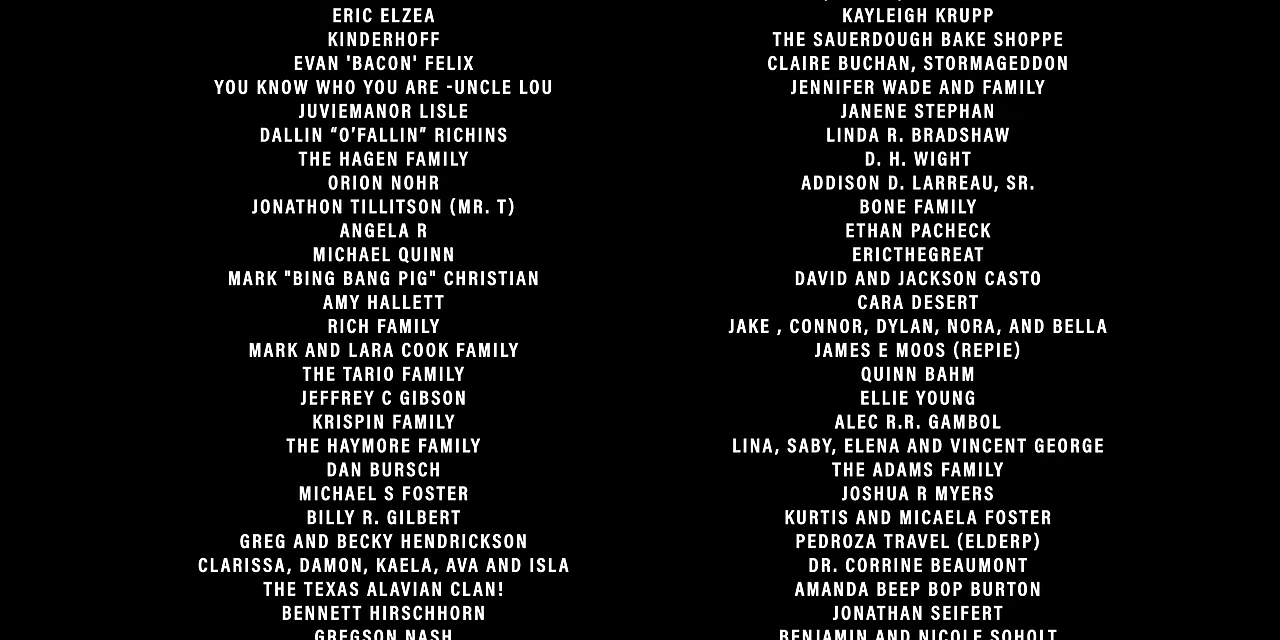 ERIC ELZEA
KINDERHOFF
EVAN 'BACON' FELIX
YOU KNOW WHO YOU ARE -UNCLE LOU
JUVIEMANOR LISLE
DALLIN “O’FALLIN” RICHINS
THE HAGEN FAMILY
ORION NOHR
JONATHON TILLITSON (MR. T)
ANGELA R
MICHAEL QUINN
MARK "BING BANG PIG" CHRISTIAN
AMY HALLETT
RICH FAMILY
MARK AND LARA COOK FAMILY
THE TARIO FAMILY
JEFFREY C GIBSON
KRISPIN FAMILY
THE HAYMORE FAMILY
DAN BURSCH
MICHAEL S FOSTER
BILLY R. GILBERT
GREG AND BECKY HENDRICKSON
CLARISSA, DAMON, KAELA, AVA AND ISLA
THE TEXAS ALAVIAN CLAN!
BENNETT HIRSCHHORN
GREGSON NASH
KAYLEIGH KRUPP
THE SAUERDOUGH BAKE SHOPPE
CLAIRE BUCHAN, STORMAGEDDON
JENNIFER WADE AND FAMILY
JANENE STEPHAN
LINDA R. BRADSHAW
D. H. WIGHT
ADDISON D. LARREAU, SR.
BONE FAMILY
ETHAN PACHECK
ERICTHEGREAT
DAVID AND JACKSON CASTO
CARA DESERT
JAKE , CONNOR, DYLAN, NORA, AND BELLA
JAMES E MOOS (REPIE)
QUINN BAHM
ELLIE YOUNG
ALEC R.R. GAMBOL
LINA, SABY, ELENA AND VINCENT GEORGE
THE ADAMS FAMILY
JOSHUA R MYERS
KURTIS AND MICAELA FOSTER
PEDROZA TRAVEL (ELDERP)
DR. CORRINE BEAUMONT
AMANDA BEEP BOP BURTON
JONATHAN SEIFERT
BENJAMIN AND NICOLE SOHOLT